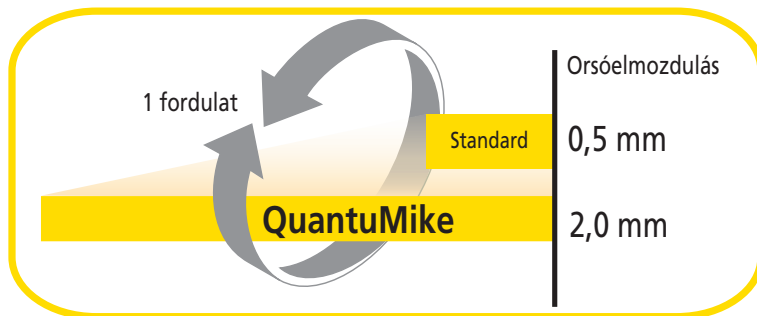 Orsóelmozdulás
1 fordulat
Standard
0,5 mm
QuantuMike
2,0 mm